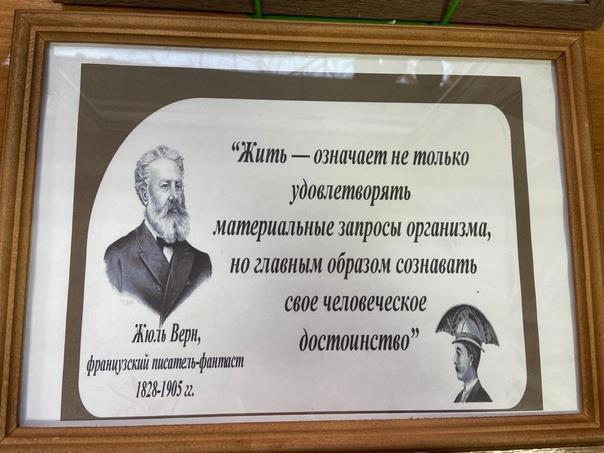 “Жить — означает не только
удовлетворять
материальные запросы организма,
но главным образом сознавать
свое человеческое
достоинство”
Жюль Верн,
французский писатель-фантаст
1828-1905 гг.